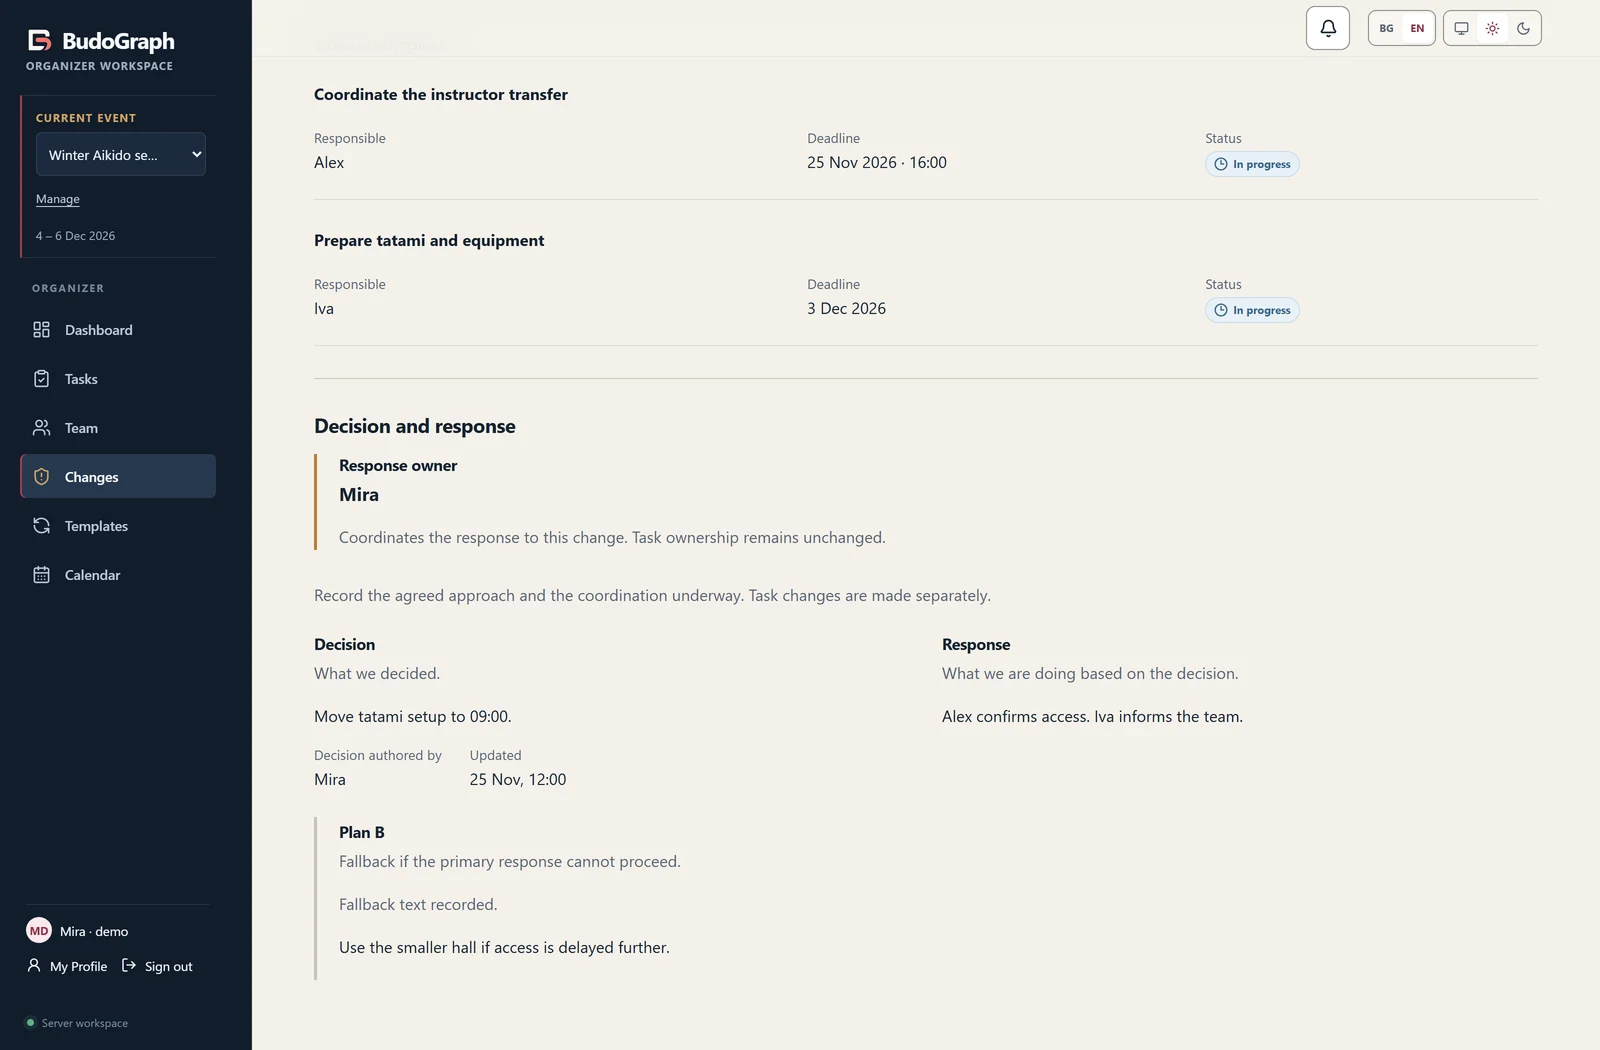 BudoGraph
ORGANIZER WORKSPACE
CURRENT EVENT
Winter Aikido se...
Manage
4 – 6 Dec 2026
ORGANIZER
Dashboard
Tasks
Team
Changes
Templates
Calendar
MD
Mira · demo
My Profile
Sign out
Server workspace
BG
EN
Coordinate the instructor transfer
Responsible
Alex
Deadline
25 Nov 2026 · 16:00
Status
In progress
Prepare tatami and equipment
Responsible
Iva
Deadline
3 Dec 2026
Status
In progress
Decision and response
Response owner
Mira
Coordinates the response to this change. Task ownership remains unchanged.
Record the agreed approach and the coordination underway. Task changes are made separately.
Decision
What we decided.
Move tatami setup to 09:00.
Decision authored by
Mira
Updated
25 Nov, 12:00
Response
What we are doing based on the decision.
Alex confirms access. Iva informs the team.
Plan B
Fallback if the primary response cannot proceed.
Fallback text recorded.
Use the smaller hall if access is delayed further.